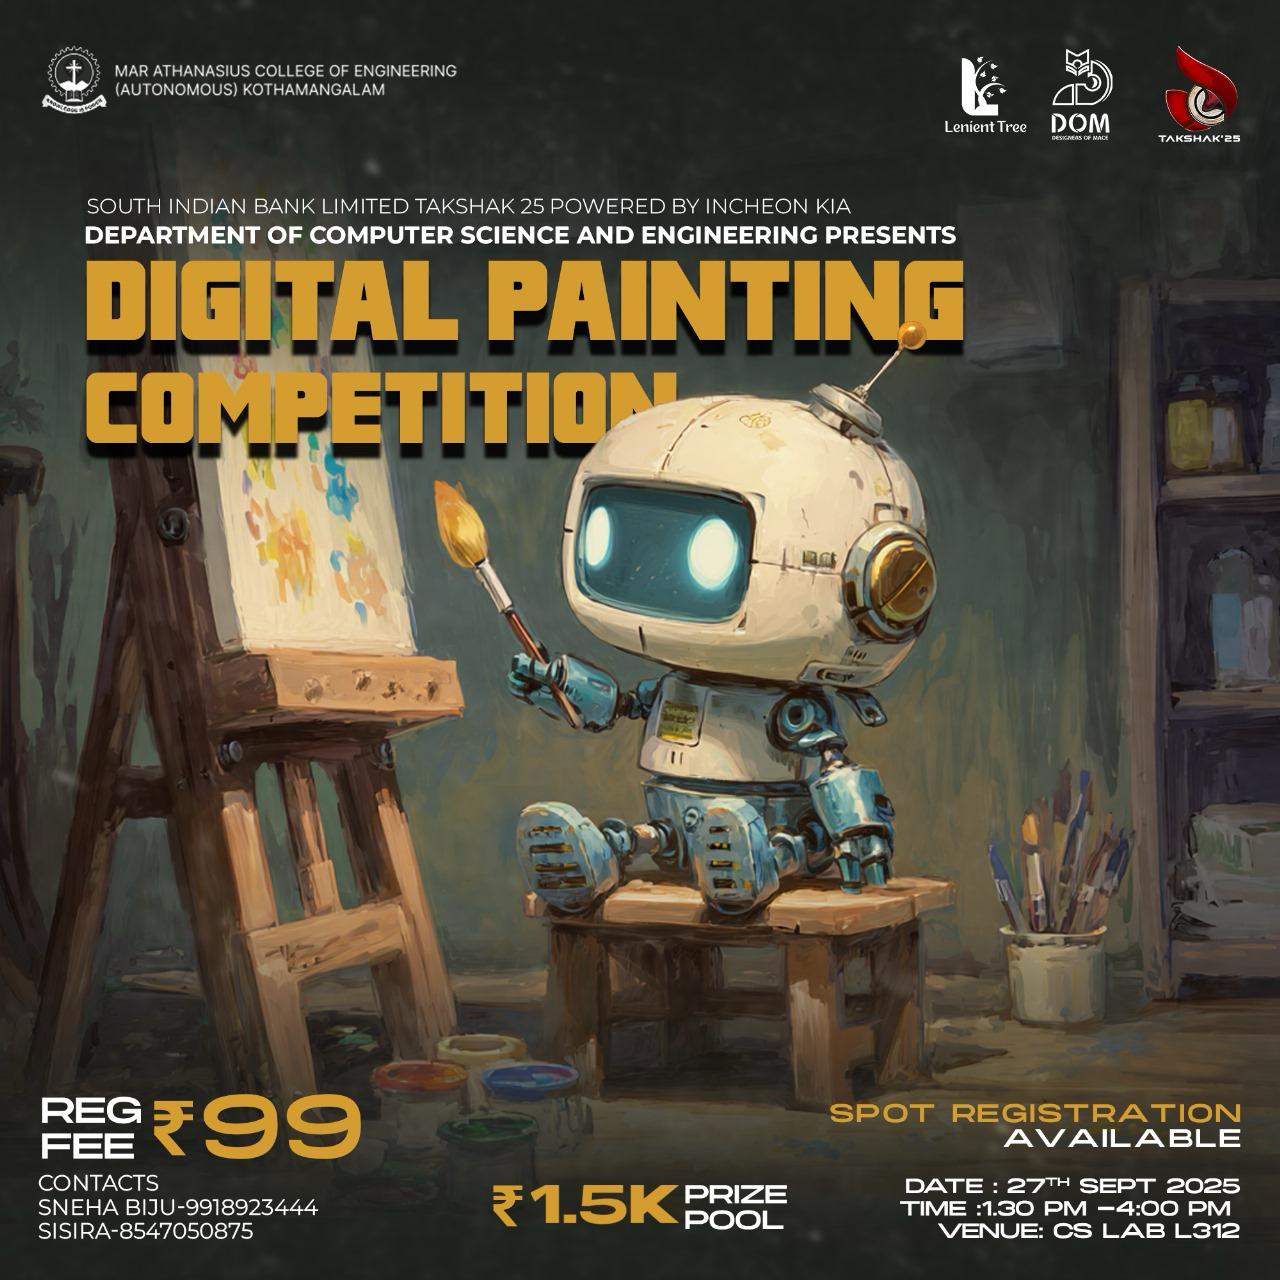 MAR ATHANASIUS COLLEGE OF ENGINEERING
(AUTONOMOUS) KOTHAMANGALAM
Lenient Tree
DOM
DESIGNERS OF MACE
TAKSHAK'25
SOUTH INDIAN BANK LIMITED TAKSHAK 25 POWERED BY INCHEON KIA
DEPARTMENT OF COMPUTER SCIENCE AND ENGINEERING PRESENTS
DIGITAL PAINTING
COMPETITION
REG
FEE ₹99
CONTACTS
SNEHA BIJU-9918923444
SISIRA-8547050875
₹1.5K PRIZE
POOL
SPOT REGISTRATION
AVAILABLE
DATE : 27TH SEPT 2025
TIME :1.30 PM –4:00 PM
VENUE: CS LAB L312